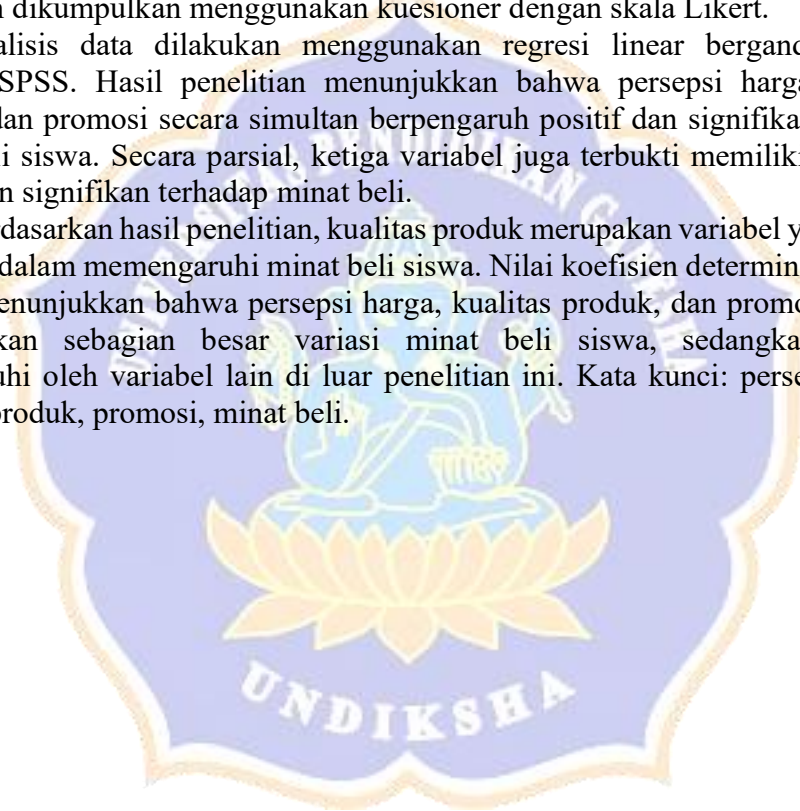 dikumpulkan menggunakan kuesioner dengan skala Likert.
alisis data dilakukan menggunakan regresi linear bergand
SPSS. Hasil penelitian menunjukkan bahwa persepsi harga
dan promosi secara simultan berpengaruh positif dan signifika
i siswa. Secara parsial, ketiga variabel juga terbukti memiliki
n signifikan terhadap minat beli.
dasarkan hasil penelitian, kualitas produk merupakan variabel y
dalam memengaruhi minat beli siswa. Nilai koefisien determin
enunjukkan bahwa persepsi harga, kualitas produk, dan promo
kan sebagian besar variasi minat beli siswa, sedangka
uhi oleh variabel lain di luar penelitian ini. Kata kunci: perse
produk, promosi, minat beli.
UNIVERSITAS PENDIDIKAN GANESHA
UNDIKSHA